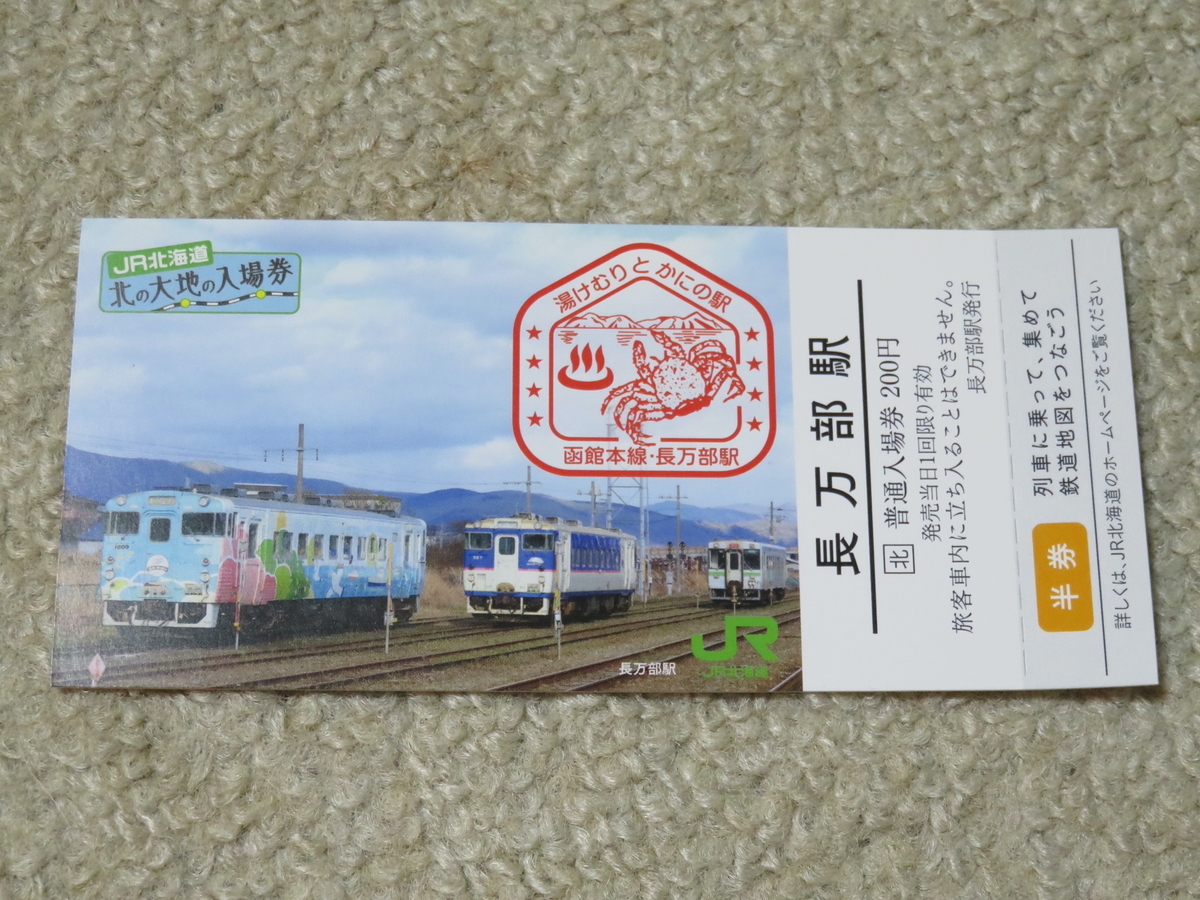 JR北海道
北の大地の入場券
湯けむりとかにの駅
函館本線・長万部駅
長万部駅
JR
JR北海道
長万部駅
北 普通入場券 200円
発売当日1回限り有効
旅客車内に立ち入ることはできません。
長万部駅発行
列車に乗って、集めて
鉄道地図をつなごう
半券
詳しくは、JR北海道のホームページをご覧ください